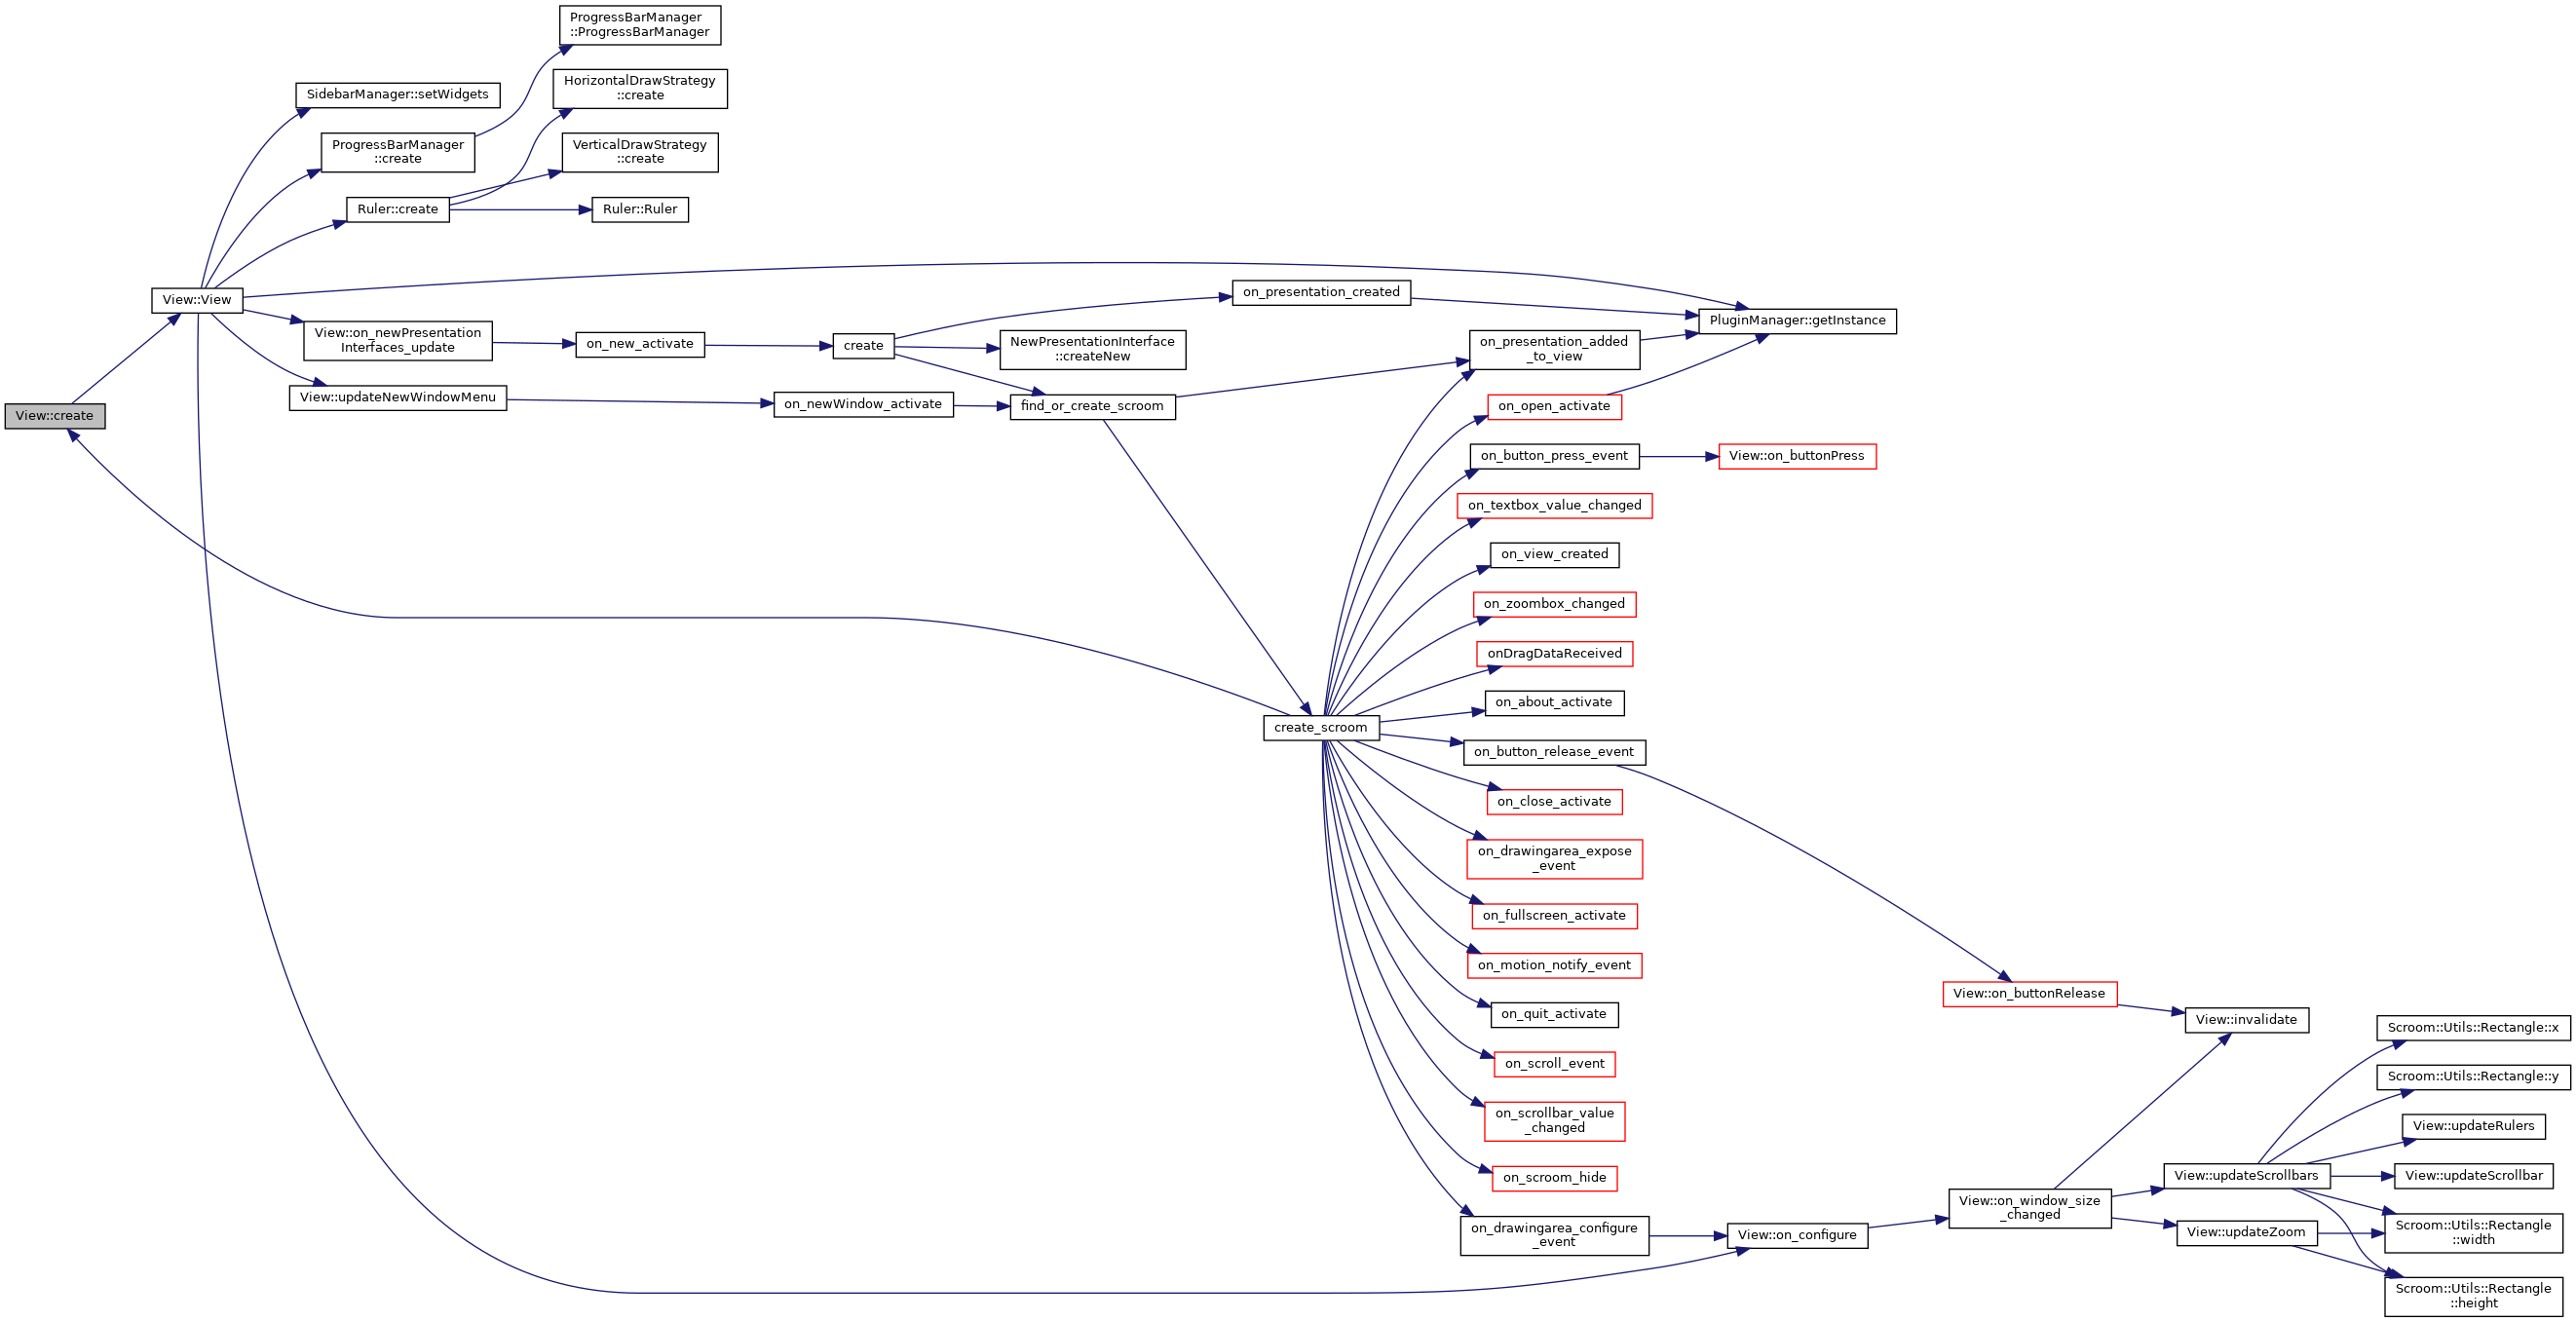 ProgressBarManager
::ProgressBarManager
HorizontalDrawStrategy
::create
SidebarManager::setWidgets
ProgressBarManager
::create
VerticalDrawStrategy
::create
Ruler::create
Ruler::Ruler
View::View
on_presentation_created
PluginManager::getInstance
View::on_newPresentation
Interfaces_update
on_new_activate
create
NewPresentationInterface
::createNew
on_presentation_added
_to_view
View::updateNewWindowMenu
on_newWindow_activate
find_or_create_scroom
on_open_activate
View::create
on_button_press_event
View::on_buttonPress
on_textbox_value_changed
on_view_created
on_zoombox_changed
onDragDataReceived
on_about_activate
create_scroom
on_button_release_event
on_close_activate
on_drawingarea_expose
_event
on_fullscreen_activate
on_motion_notify_event
View::on_buttonRelease
on_quit_activate
View::invalidate
Scroom::Utils::Rectangle::x
on_scroll_event
Scroom::Utils::Rectangle::y
on_scrollbar_value
_changed
View::updateRulers
on_scroom_hide
View::updateScrollbars
View::updateScrollbar
View::on_window_size
_changed
on_drawingarea_configure
_event
View::on_configure
View::updateZoom
Scroom::Utils::Rectangle
::width
Scroom::Utils::Rectangle
::height